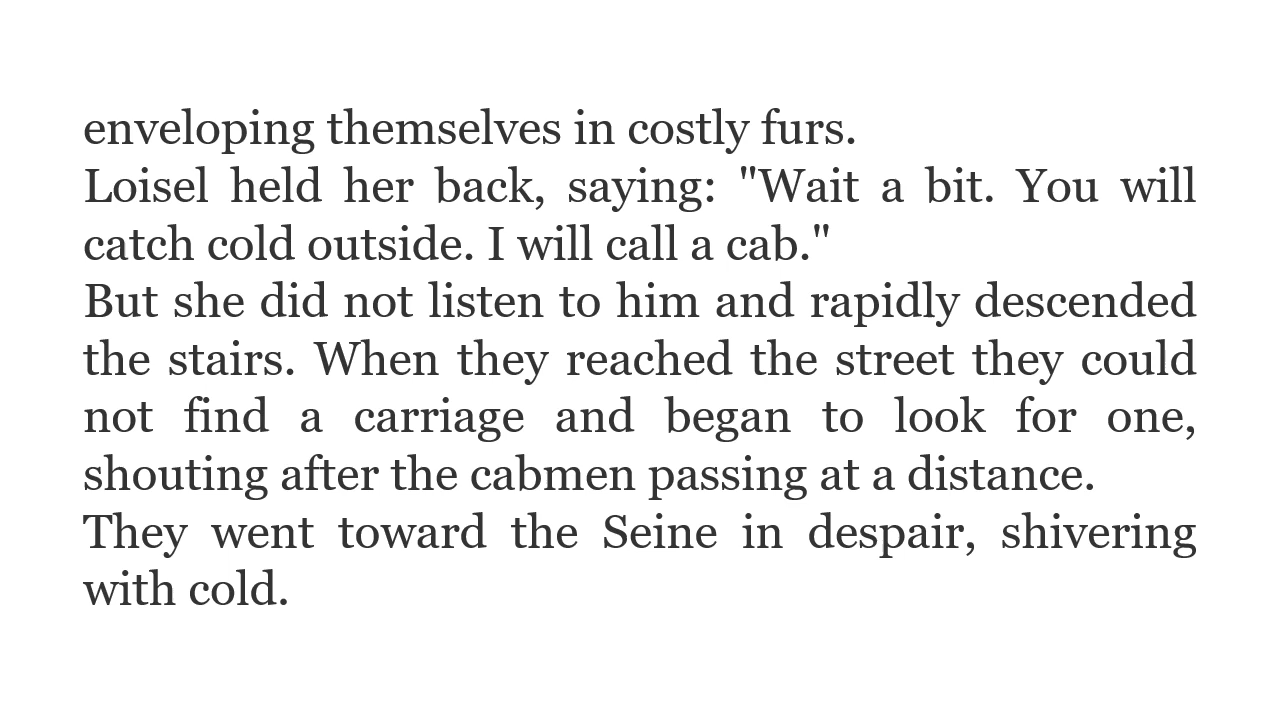 enveloping themselves in costly furs.
Loisel held her back, saying: "Wait a bit. You will
catch cold outside. I will call a cab."
But she did not listen to him and rapidly descended
the stairs. When they reached the street they could
not find a carriage and began to look for one,
shouting after the cabmen passing at a distance.
They went toward the Seine in despair, shivering
with cold.